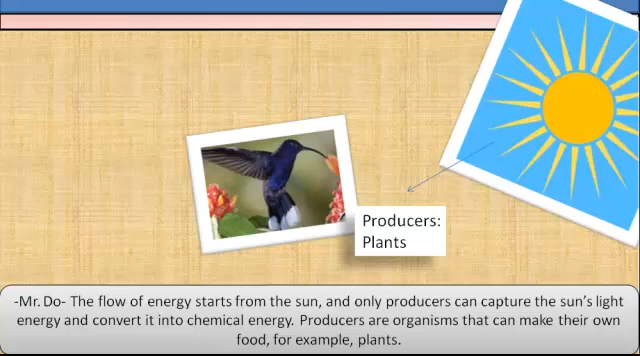 Producers:
Plants
-Mr. Do- The flow of energy starts from the sun, and only producers can capture the sun's light
energy and convert it into chemical energy. Producers are organisms that can make their own
food, for example, plants.